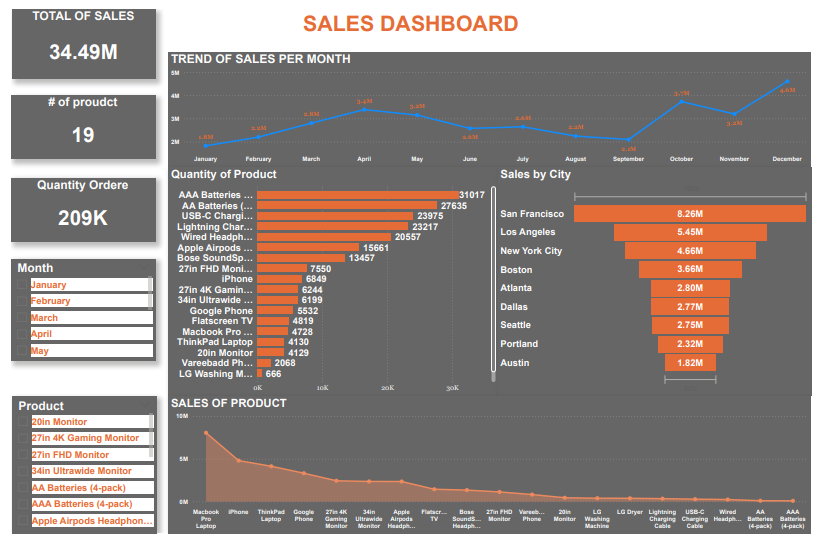 SALES DASHBOARD
TOTAL OF SALES
34.49M
# of proudct
19
Quantity Ordere
209K
Month
January
February
March
April
May
Product
20in Monitor
27in 4K Gaming Monitor
27in FHD Monitor
34in Ultrawide Monitor
AA Batteries (4-pack)
AAA Batteries (4-pack)
Apple Airpods Headphon...
TREND OF SALES PER MONTH
5M
4M
3M
2M
1.8M
2.2M
2.8M
3.4M
3.2M
2.6M
2.6M
2.2M
2.1M
3.7M
3.2M
4.6M
January
February
March
April
May
June
July
August
September
October
November
December
Quantity of Product
AAA Batteries ... 31017
AA Batteries (... 27635
USB-C Chargi... 23975
Lightning Char... 23217
Wired Headph... 20557
Apple Airpods ... 15661
Bose SoundSp... 13457
27in FHD Moni... 7550
iPhone 6849
27in 4K Gamin... 6244
34in Ultrawide ... 6199
Google Phone 5532
Flatscreen TV 4819
Macbook Pro ... 4728
ThinkPad Laptop 4130
20in Monitor 4129
Vareebadd Ph... 2068
LG Washing M... 666
0K 10K 20K 30K
Sales by City
San Francisco 8.26M
Los Angeles 5.45M
New York City 4.66M
Boston 3.66M
Atlanta 2.80M
Dallas 2.77M
Seattle 2.75M
Portland 2.32M
Austin 1.82M
SALES OF PRODUCT
10M
5M
0M
Macbook
Pro
Laptop
iPhone
ThinkPad
Laptop
Google
Phone
27in 4K
Gaming
Monitor
34in
Ultrawide
Monitor
Apple
Airpods
Headph...
Flatscr...
TV
Bose
SoundS...
Headph...
27in FHD
Monitor
Vareeb...
Phone
20in
Monitor
LG
Washing
Machine
LG Dryer
Lightning
Charging
Cable
USB-C
Charging
Cable
Wired
Headph...
AA
Batteries
(4-pack)
AAA
Batteries
(4-pack)